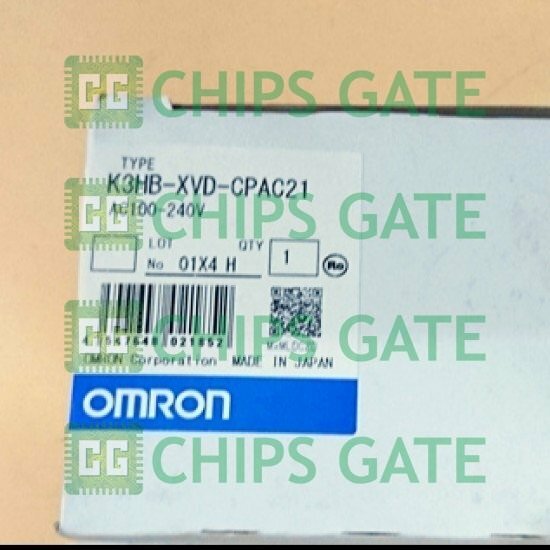 CG CHIPS GATE
TYPE
K3HB-XVD-CPAC21
AC100-240V
CG CHIPS GATE
LOT
No 01X4 H
QTY
1
Ro
CG CHIPS GATE
OMRON Corporation MADE IN JAPAN
OMRON
CG CHIPS GATE